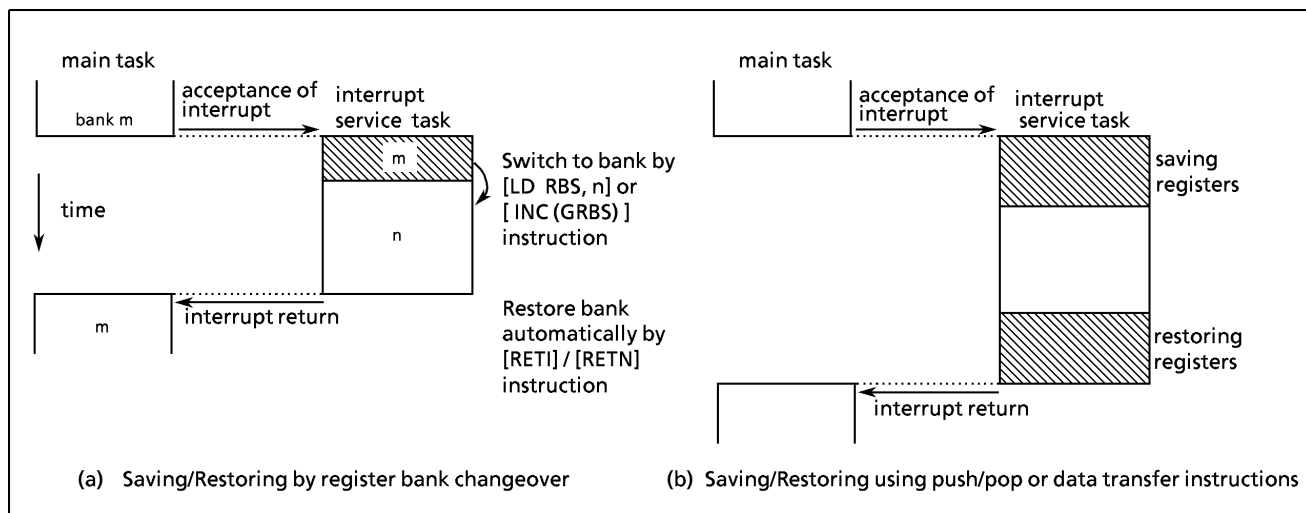 main task
bank m
acceptance of
interrupt
interrupt
service task
m
n
Switch to bank by
[LD RBS, n] or
[ INC (GRBS) ]
instruction
time
m
interrupt return
Restore bank
automatically by
[RETI] / [RETN]
instruction
(a) Saving/Restoring by register bank changeover
main task
acceptance of
interrupt
interrupt
service task
saving
registers
restoring
registers
interrupt return
(b) Saving/Restoring using push/pop or data transfer instructions